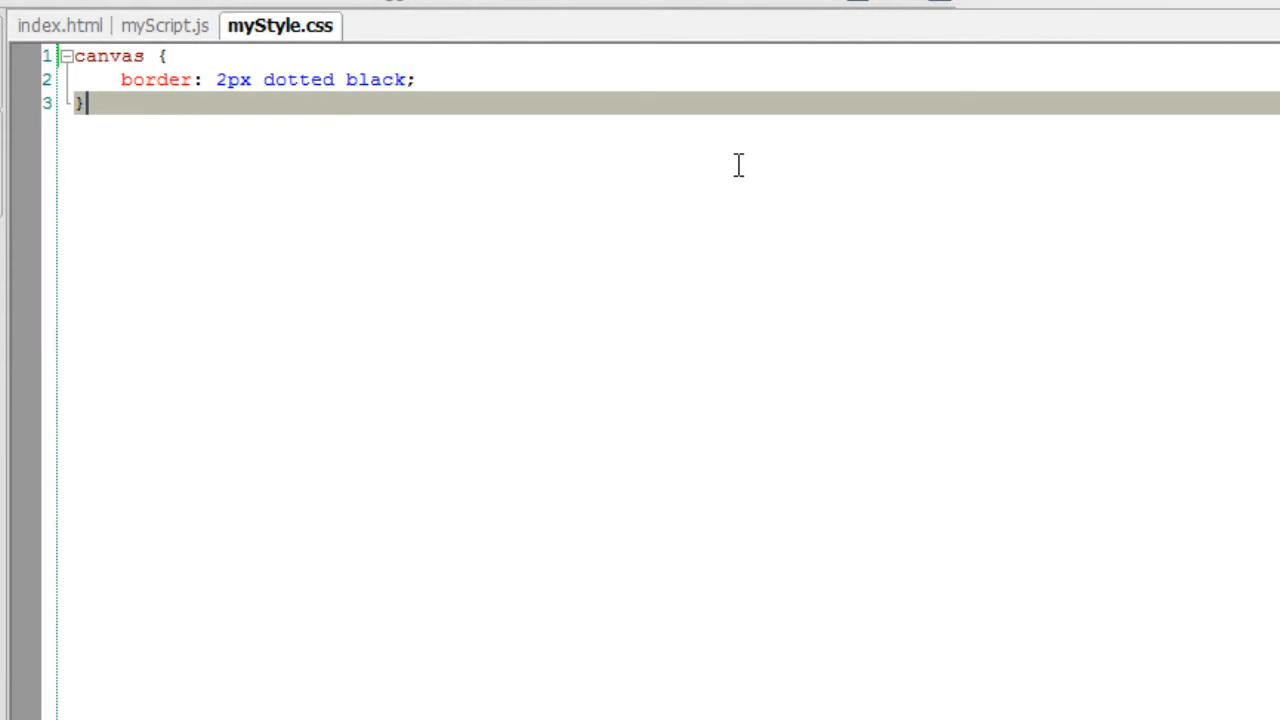 index.html | myScript.js myStyle.css
1 canvas {
2 border: 2px dotted black;
3 }